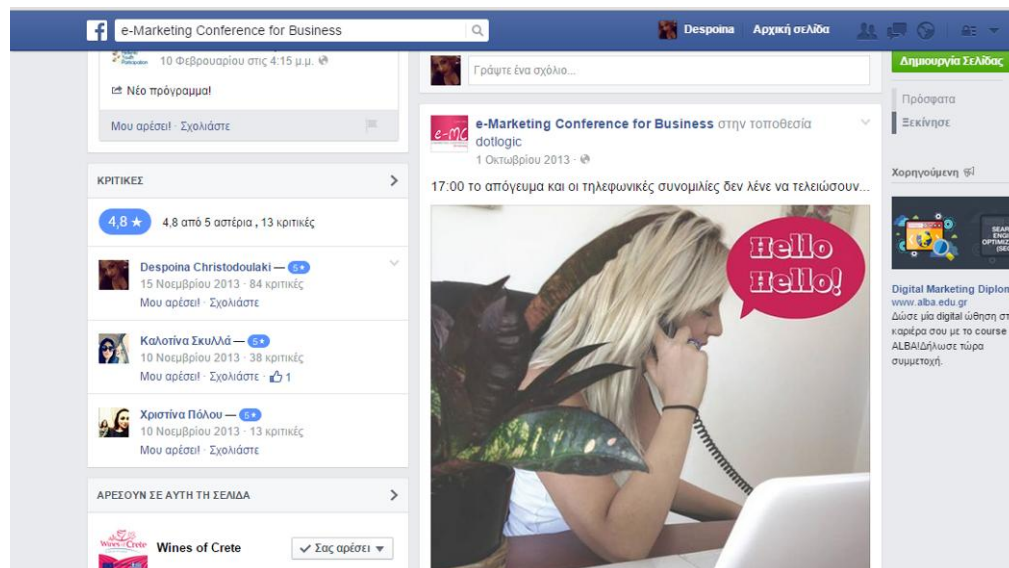 e-Marketing Conference for Business
Despoina
Αρχική σελίδα
10 Φεβρουαρίου στις 4:15 μ.μ.
Νέο πρόγραμμα!
Μου αρέσει! · Σχολιάστε
ΚΡΙΤΙΚΕΣ
4,8 ★ 4,8 από 5 αστέρια , 13 κριτικές
Despoina Christodoulaki — 5★
15 Νοεμβρίου 2013 · 84 κριτικές
Μου αρέσει! · Σχολιάστε
Καλοτίνα Σκυλλά — 5★
10 Νοεμβρίου 2013 · 38 κριτικές
Μου αρέσει! · Σχολιάστε · 1
Χριστίνα Πόλου — 5★
10 Νοεμβρίου 2013 · 13 κριτικές
Μου αρέσει! · Σχολιάστε
ΑΡΕΣΟΥΝ ΣΕ ΑΥΤΗ ΤΗ ΣΕΛΙΔΑ
Wines of Crete
Wines of Crete
Σας αρέσει
Γράψτε ένα σχόλιο...
e-MC
e-Marketing Conference for Business στην τοποθεσία
dotlogic
1 Οκτωβρίου 2013
17:00 το απόγευμα και οι τηλεφωνικές συνομιλίες δεν λένε να τελειώσουν...
Hello
Hello!
Δημιουργία Σελίδας
Πρόσφατα
Ξεκίνησε
Χορηγούμενη
Digital Marketing Diplom
www.alba.edu.gr
Δώσε μία digital ώθηση στ
καριέρα σου με το course
ALBA!Δήλωσε τώρα
συμμετοχή.